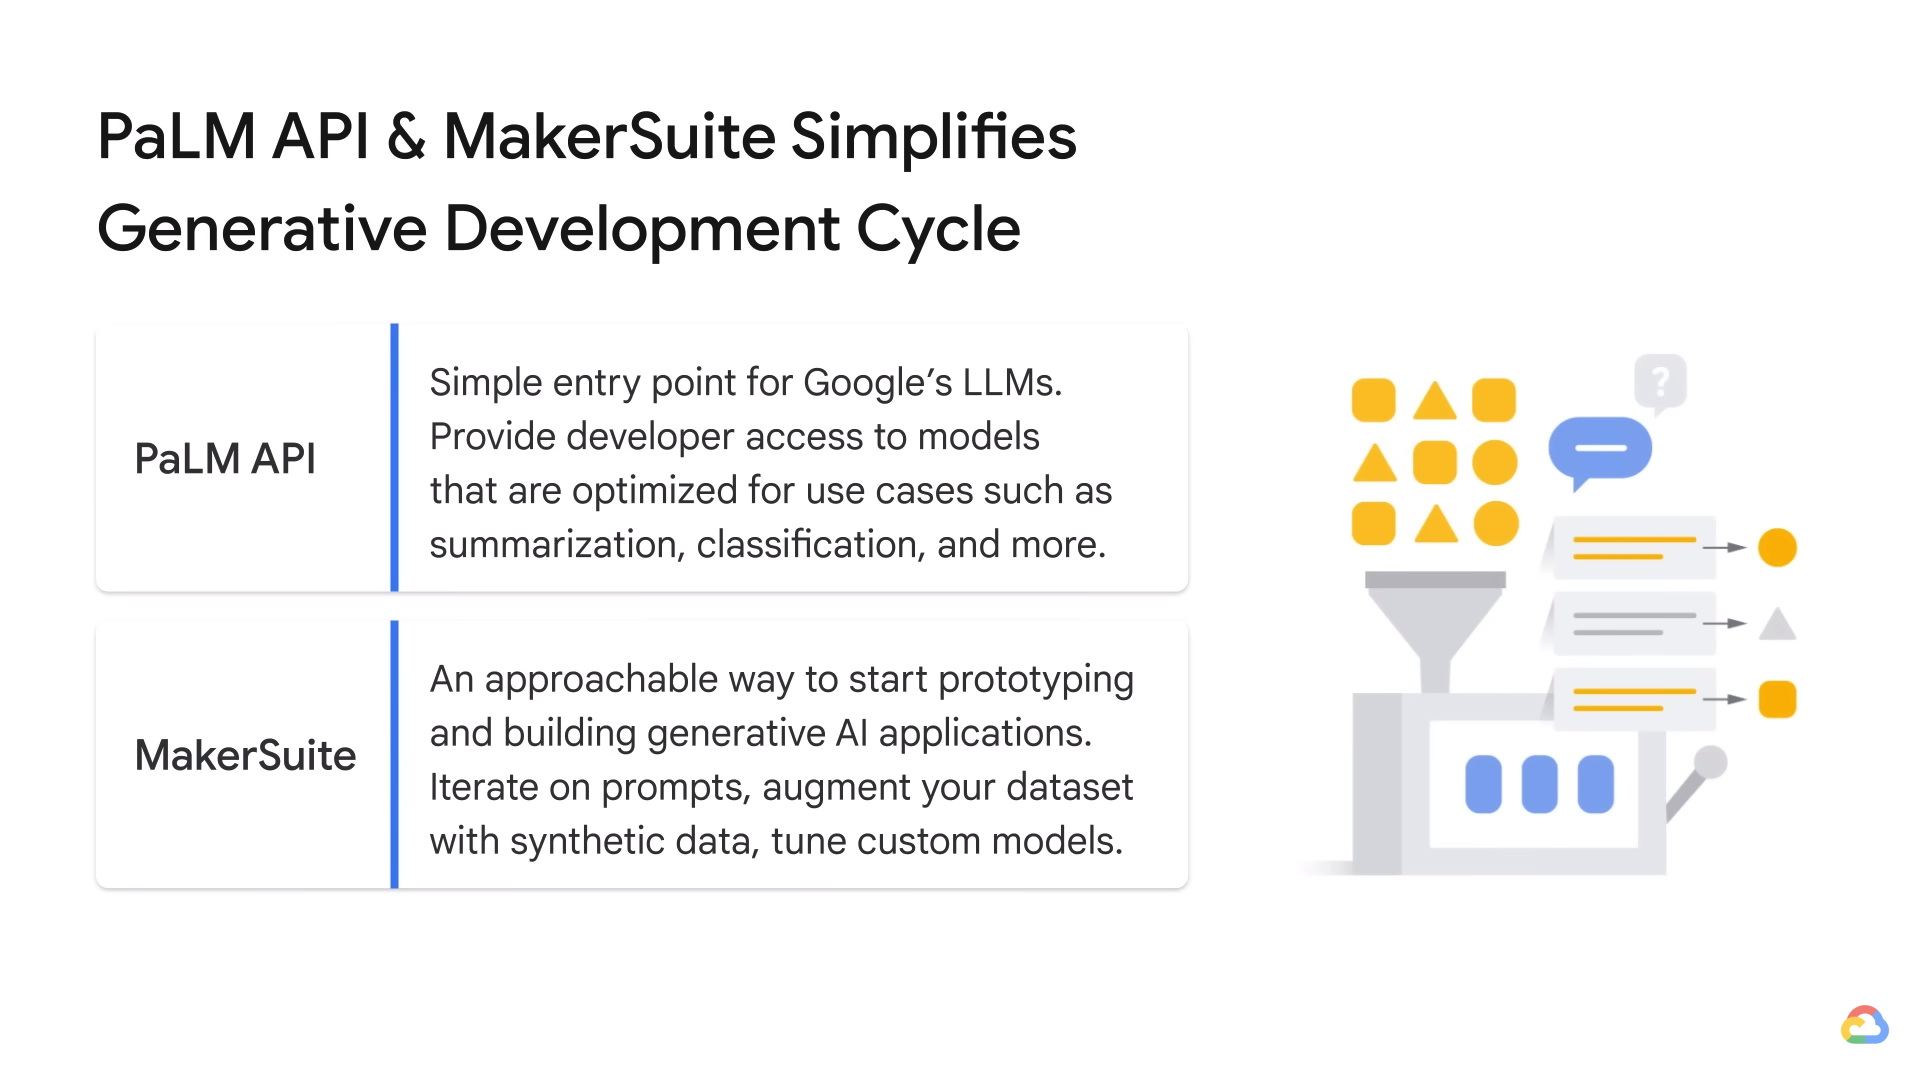 PaLM API & MakerSuite Simplifies
Generative Development Cycle
PaLM API
Simple entry point for Google’s LLMs.
Provide developer access to models
that are optimized for use cases such as
summarization, classification, and more.
MakerSuite
An approachable way to start prototyping
and building generative AI applications.
Iterate on prompts, augment your dataset
with synthetic data, tune custom models.
?